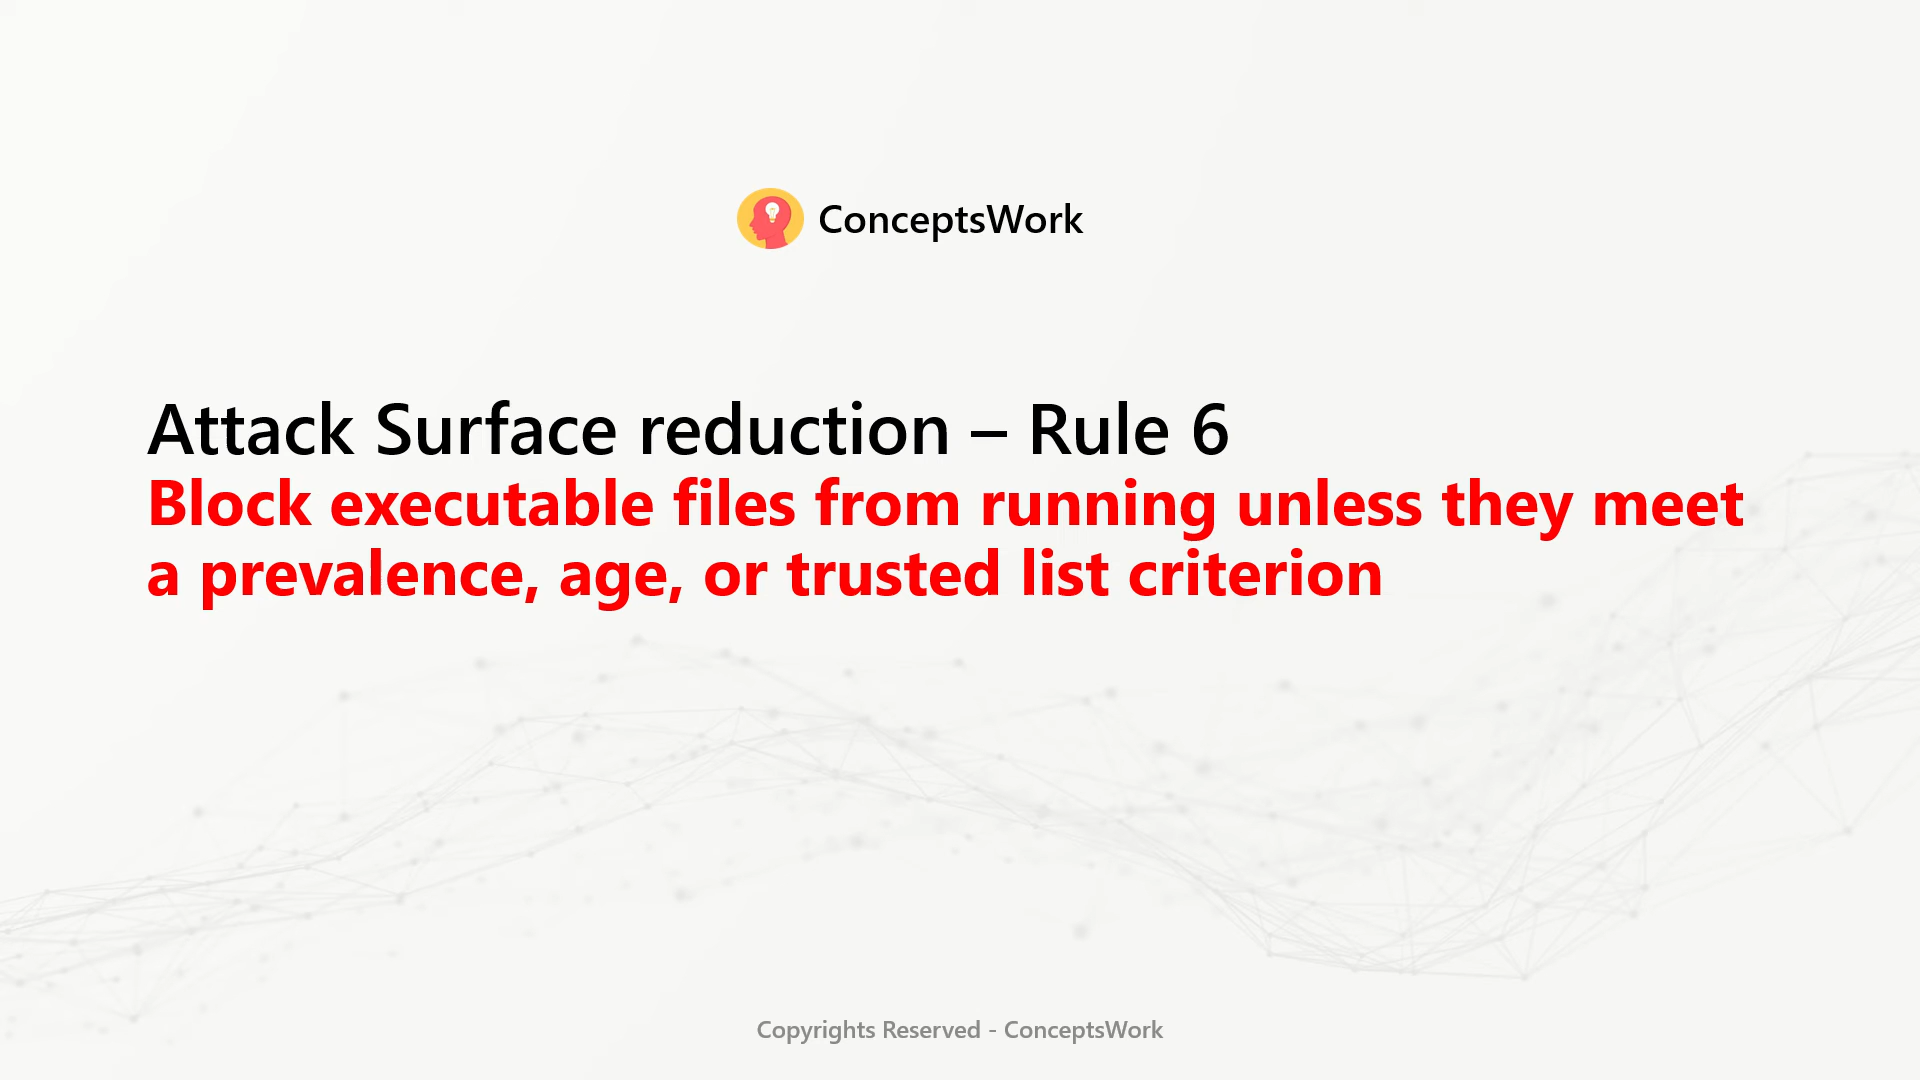 ConceptsWork
Attack Surface reduction – Rule 6
Block executable files from running unless they meet
a prevalence, age, or trusted list criterion
Copyrights Reserved - ConceptsWork